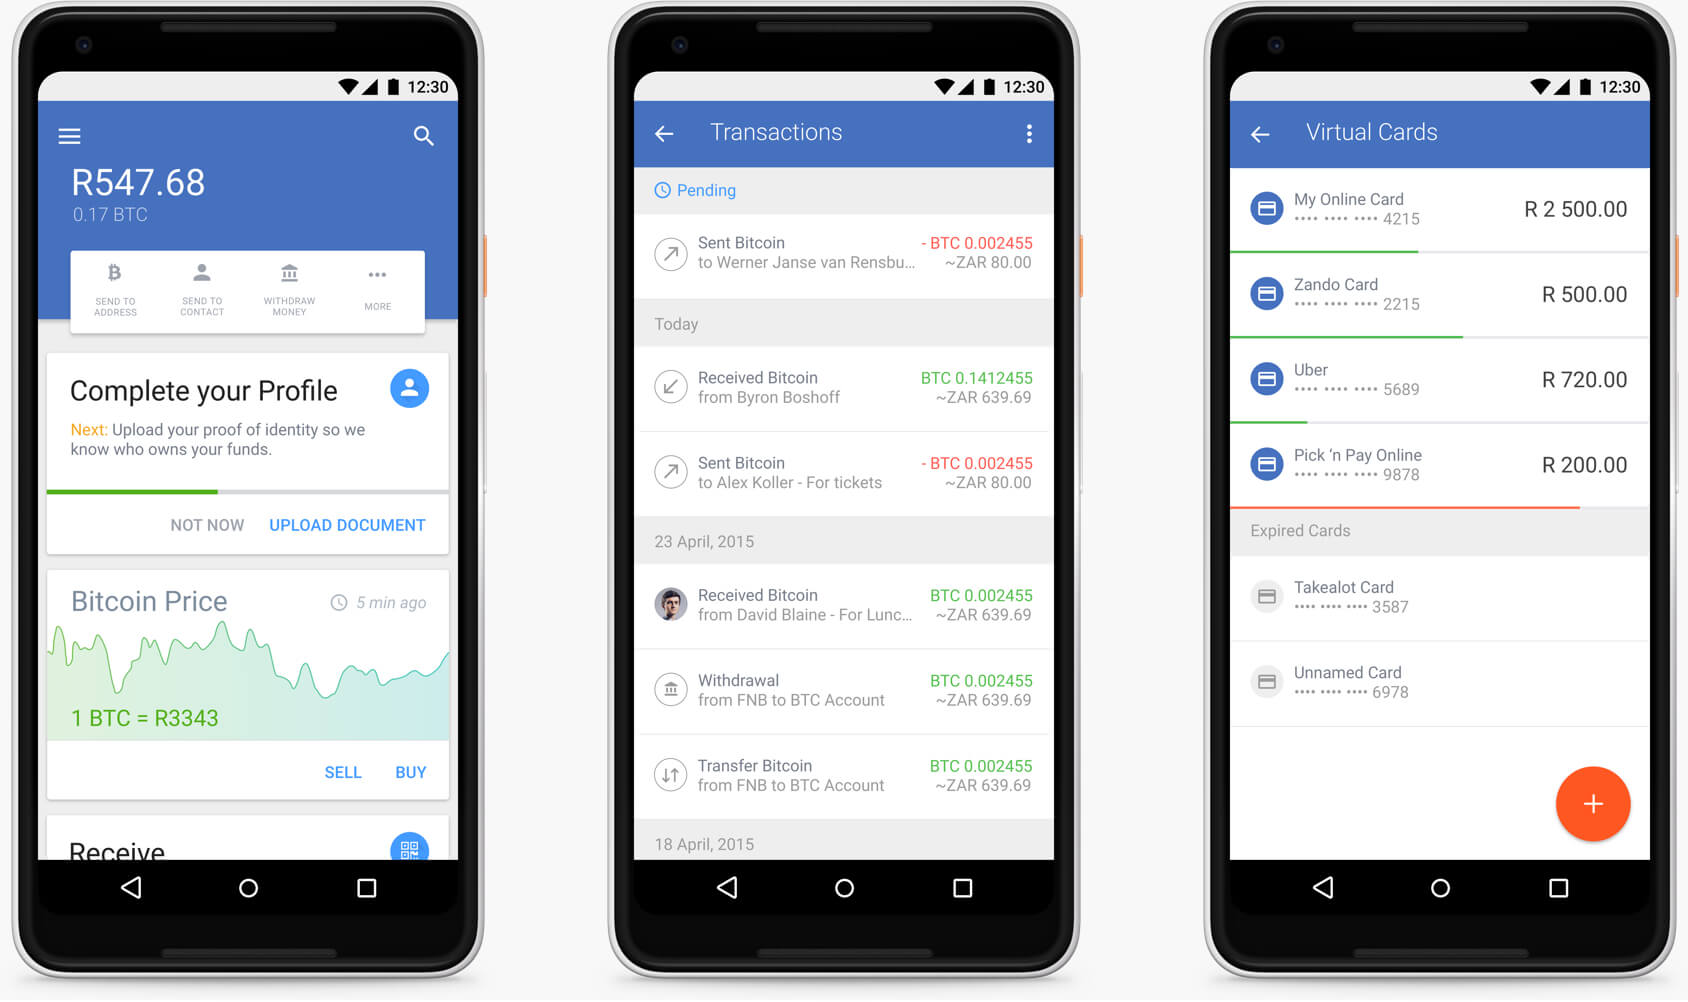 12:30
R547.68
0.17 BTC
SEND TO
ADDRESS
SEND TO
CONTACT
WITHDRAW
MONEY
MORE
Complete your Profile
Next: Upload your proof of identity so we
know who owns your funds.
NOT NOW
UPLOAD DOCUMENT
Bitcoin Price
5 min ago
1 BTC = R3343
SELL
BUY
Receive
12:30
Transactions
Pending
Sent Bitcoin
- BTC 0.002455
to Werner Janse van Rensbu...
~ZAR 80.00
Today
Received Bitcoin
BTC 0.1412455
from Byron Boshoff
~ZAR 639.69
Sent Bitcoin
- BTC 0.002455
to Alex Koller - For tickets
~ZAR 80.00
23 April, 2015
Received Bitcoin
BTC 0.002455
from David Blaine - For Lunc...
~ZAR 639.69
Withdrawal
BTC 0.002455
from FNB to BTC Account
~ZAR 639.69
Transfer Bitcoin
BTC 0.002455
from FNB to BTC Account
~ZAR 639.69
18 April, 2015
12:30
Virtual Cards
My Online Card
•••• •••• •••• 4215
R 2 500.00
Zando Card
•••• •••• •••• 2215
R 500.00
Uber
•••• •••• •••• 5689
R 720.00
Pick ’n Pay Online
•••• •••• •••• 9878
R 200.00
Expired Cards
Takealot Card
•••• •••• •••• 3587
Unnamed Card
•••• •••• •••• 6978